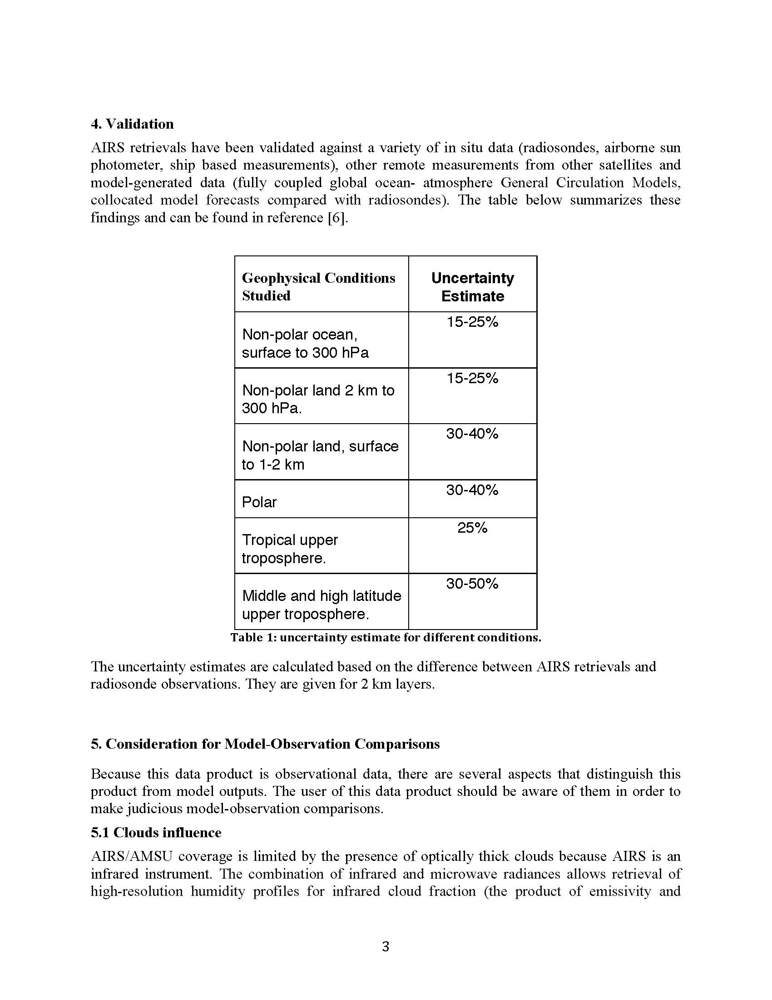 4. Validation
AIRS retrievals have been validated against a variety of in situ data (radiosondes, airborne sun
photometer, ship based measurements), other remote measurements from other satellites and
model-generated data (fully coupled global ocean- atmosphere General Circulation Models,
collocated model forecasts compared with radiosondes). The table below summarizes these
findings and can be found in reference [6].
Geophysical Conditions
Studied
Uncertainty
Estimate
Non-polar ocean,
surface to 300 hPa
15-25%
Non-polar land 2 km to
300 hPa.
15-25%
Non-polar land, surface
to 1-2 km
30-40%
Polar
30-40%
Tropical upper
troposphere.
25%
Middle and high latitude
upper troposphere.
30-50%
Table 1: uncertainty estimate for different conditions.
The uncertainty estimates are calculated based on the difference between AIRS retrievals and
radiosonde observations. They are given for 2 km layers.
5. Consideration for Model-Observation Comparisons
Because this data product is observational data, there are several aspects that distinguish this
product from model outputs. The user of this data product should be aware of them in order to
make judicious model-observation comparisons.
5.1 Clouds influence
AIRS/AMSU coverage is limited by the presence of optically thick clouds because AIRS is an
infrared instrument. The combination of infrared and microwave radiances allows retrieval of
high-resolution humidity profiles for infrared cloud fraction (the product of emissivity and
3